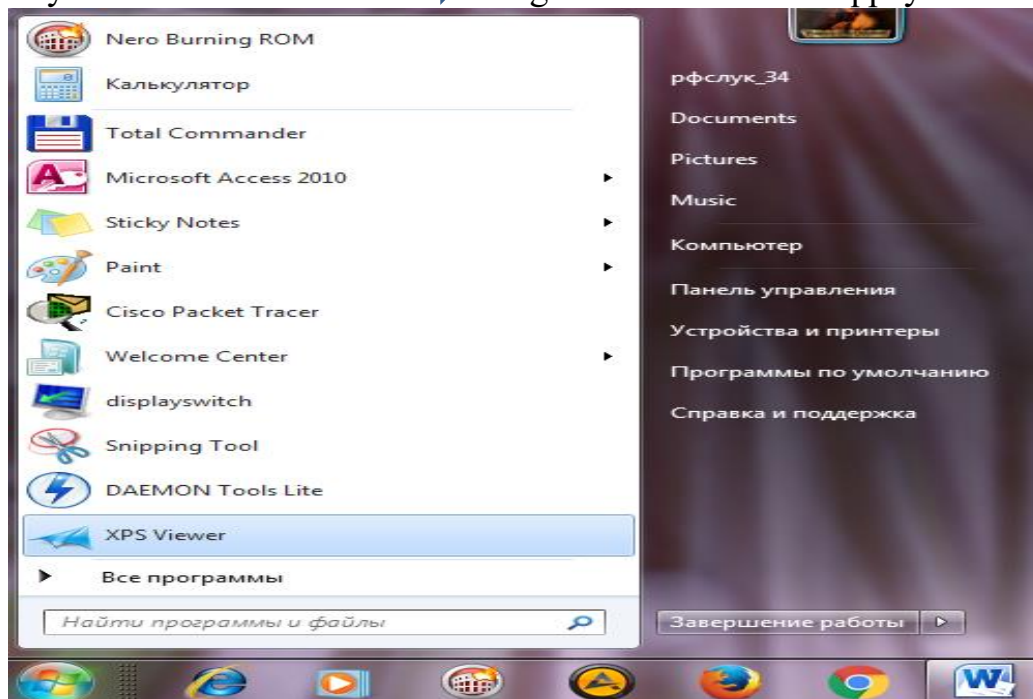 Nero Burning ROM
Калькулятор
Total Commander
Microsoft Access 2010
Sticky Notes
Paint
Cisco Packet Tracer
Welcome Center
displayswitch
Snipping Tool
DAEMON Tools Lite
XPS Viewer
Все программы
Найти программы и файлы
рфслук_34
Documents
Pictures
Music
Компьютер
Панель управления
Устройства и принтеры
Программы по умолчанию
Справка и поддержка
Завершение работы